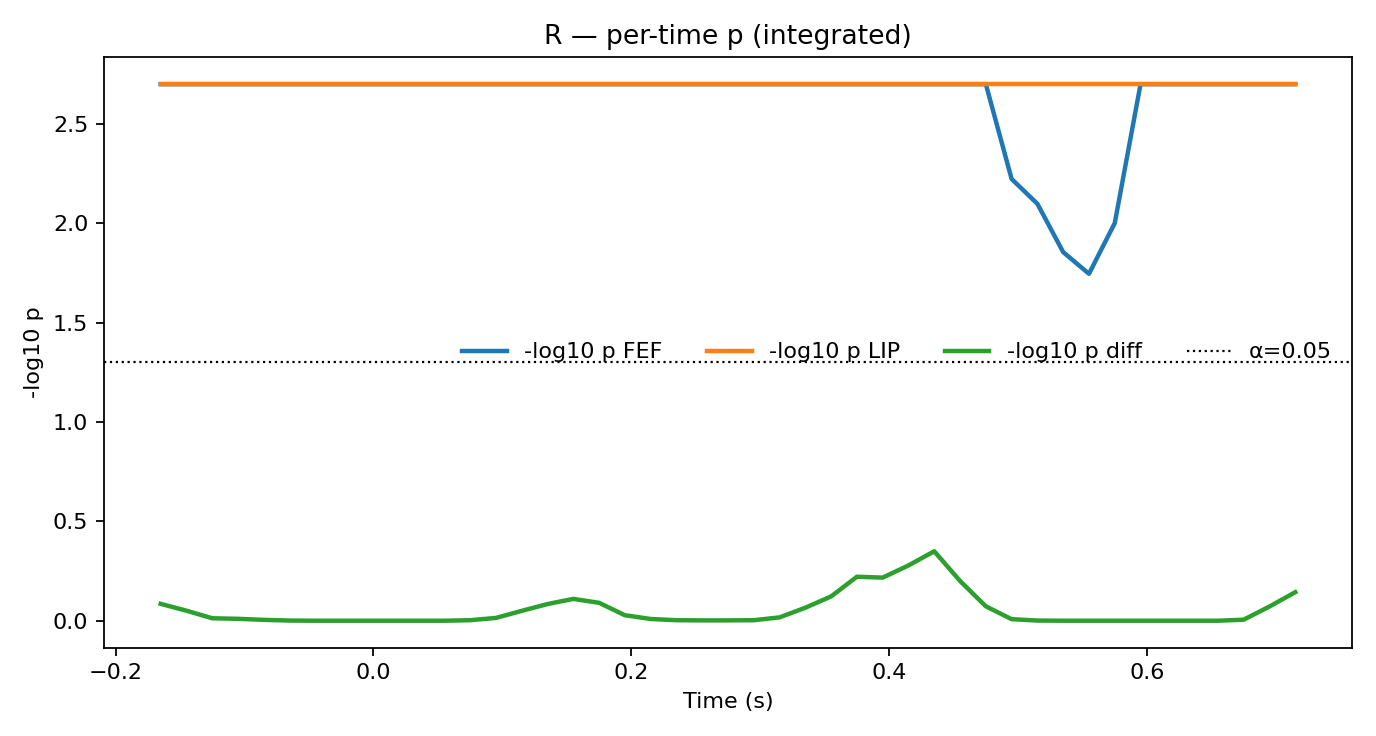 R — per-time p (integrated)
-log10 p
2.5
2.0
1.5
1.0
0.5
0.0
-log10 p FEF -log10 p LIP -log10 p diff α=0.05
−0.2 0.0 0.2 0.4 0.6
Time (s)